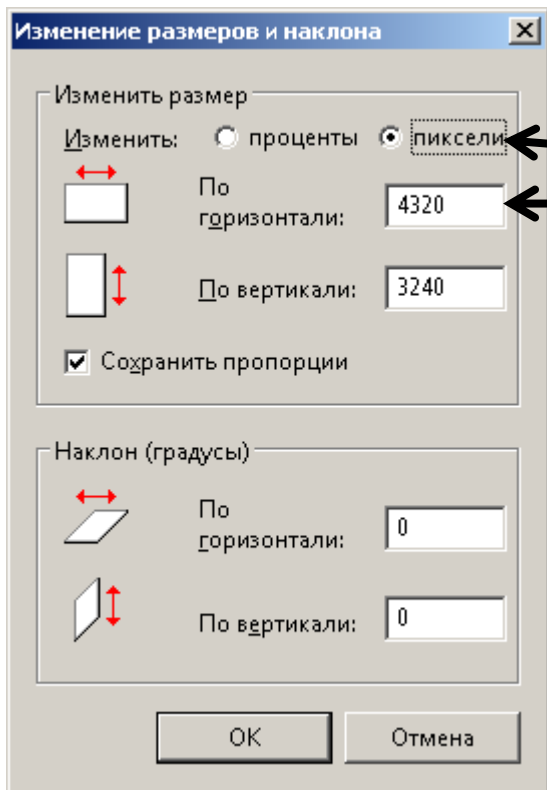 Изменение размеров и наклона
Изменить размер
Изменить: проценты пиксели
По
горизонтали: 4320
По вертикали: 3240
Сохранить пропорции
Наклон (градусы)
По
горизонтали: 0
По вертикали: 0
OK Отмена